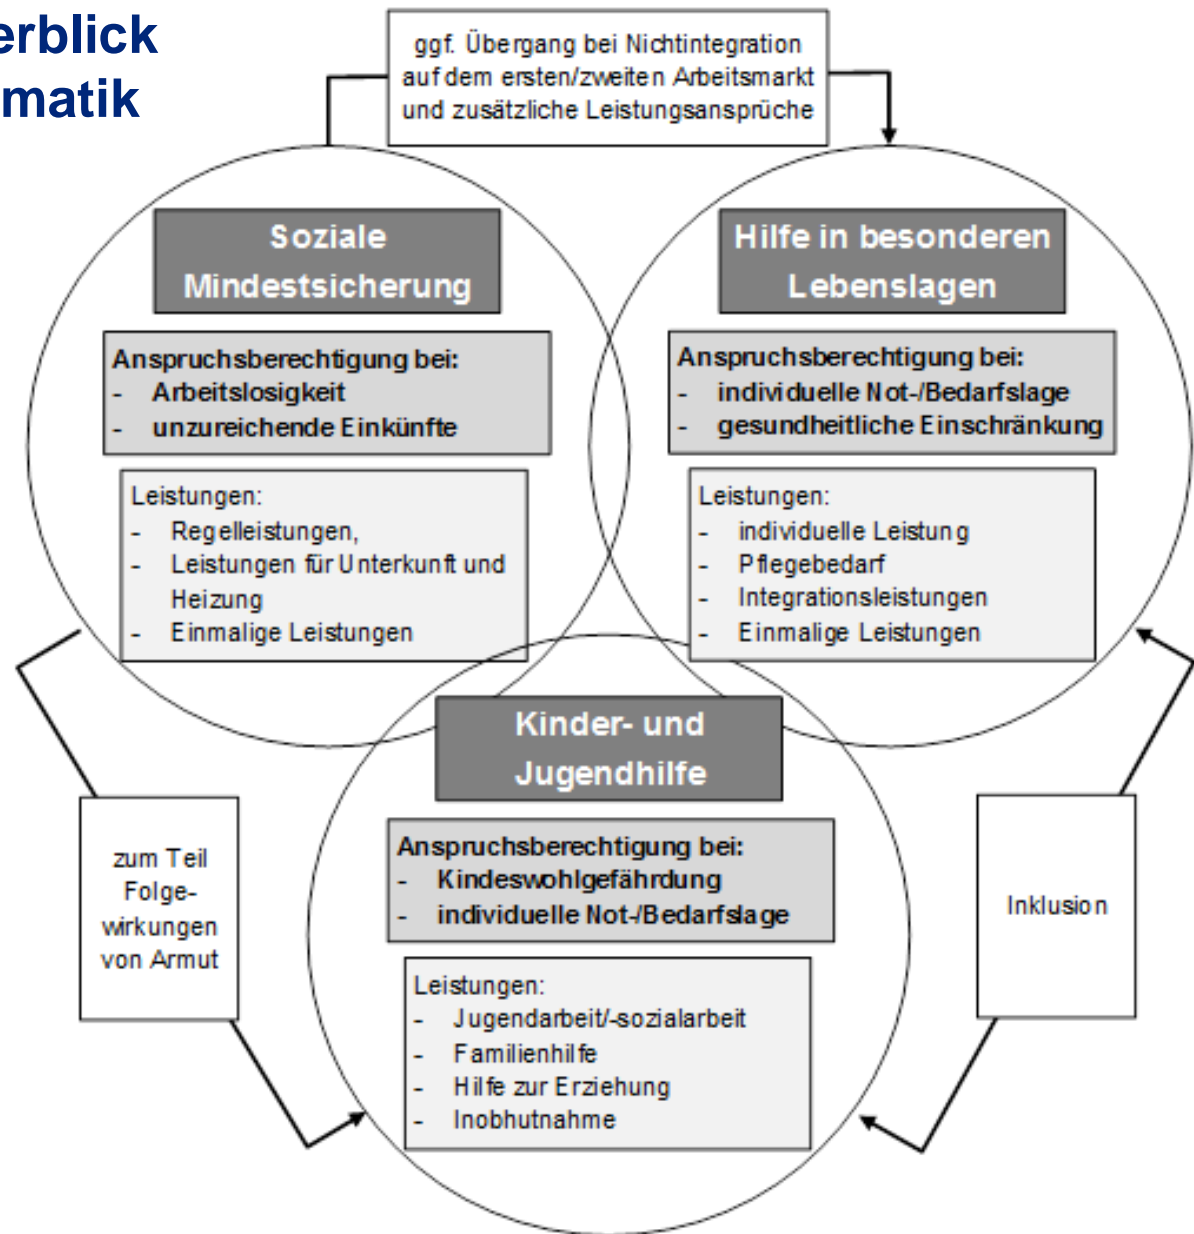 erblick
matik
ggf. Übergang bei Nichtintegration
auf dem ersten/zweiten Arbeitsmarkt
und zusätzliche Leistungsansprüche
Soziale
Mindestsicherung
Anspruchsberechtigung bei:
- Arbeitslosigkeit
- unzureichende Einkünfte
Leistungen:
- Regelleistungen,
- Leistungen für Unterkunft und
Heizung
- Einmalige Leistungen
Hilfe in besonderen
Lebenslagen
Anspruchsberechtigung bei:
- individuelle Not-/Bedarfslage
- gesundheitliche Einschränkung
Leistungen:
- individuelle Leistung
- Pflegebedarf
- Integrationsleistungen
- Einmalige Leistungen
Kinder- und
Jugendhilfe
Anspruchsberechtigung bei:
- Kindeswohlgefährdung
- individuelle Not-/Bedarfslage
Leistungen:
- Jugendarbeit/-sozialarbeit
- Familienhilfe
- Hilfe zur Erziehung
- Inobhutnahme
zum Teil
Folge-
wirkungen
von Armut
Inklusion